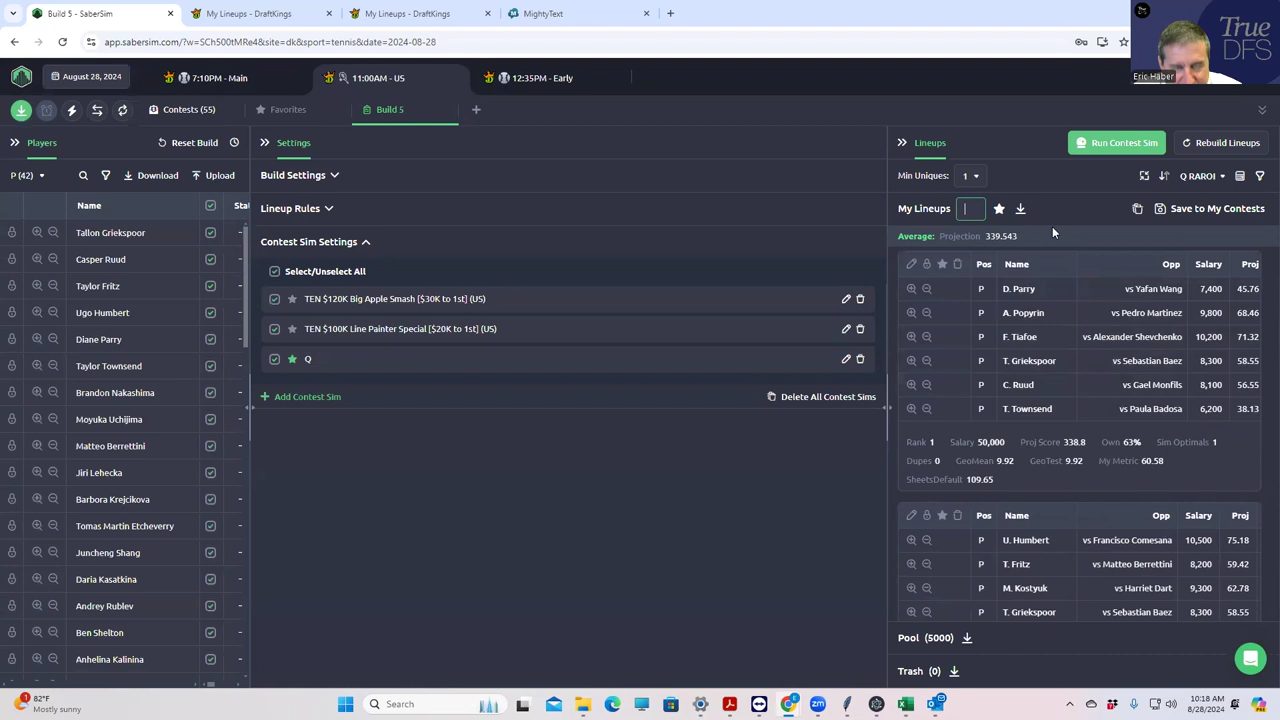 Build 5 - SaberSim
My Lineups - DraftKings
My Lineups - DraftKings
MightyText
app.sabersim.com/?w=SCh500tMRe4&site=dk&sport=tennis&date=2024-08-28
True
DFS
Eric Haber
August 28, 2024
7:10PM - Main
11:00AM - US
12:35PM - Early
Contests (55)
Favorites
Build 5
Players
Reset Build
Settings
Lineups
Run Contest Sim
Rebuild Lineups
P (42)
Download
Upload
Build Settings
Min Uniques:
1
Q RAROI
Name
Stat
Lineup Rules
My Lineups
Save to My Contests
Tallon Griekspoor
-
Contest Sim Settings
Average: Projection 339.543
Casper Ruud
-
Select/Unselect All
Pos Name Opp Salary Proj
Taylor Fritz
-
TEN $120K Big Apple Smash [$30K to 1st] (US)
P D. Parry vs Yafan Wang 7,400 45.76
Ugo Humbert
-
TEN $100K Line Painter Special [$20K to 1st] (US)
P A. Popyrin vs Pedro Martinez 9,800 68.46
Diane Parry
-
Q
P F. Tiafoe vs Alexander Shevchenko 10,200 71.32
Taylor Townsend
-
P T. Griekspoor vs Sebastian Baez 8,300 58.55
Brandon Nakashima
-
Add Contest Sim
Delete All Contest Sims
P C. Ruud vs Gael Monfils 8,100 56.55
Moyuka Uchijima
-
P T. Townsend vs Paula Badosa 6,200 38.13
Matteo Berrettini
-
Rank 1 Salary 50,000 Proj Score 338.8 Own 63% Sim Optimals 1
Jiri Lehecka
-
Dupes 0 GeoMean 9.92 GeoTest 9.92 My Metric 60.58
SheetsDefault 109.65
Barbora Krejcikova
-
Tomas Martin Etcheverry
-
Pos Name Opp Salary Proj
Juncheng Shang
-
P U. Humbert vs Francisco Comesana 10,500 75.18
Daria Kasatkina
-
P T. Fritz vs Matteo Berrettini 8,200 59.42
Andrey Rublev
-
P M. Kostyuk vs Harriet Dart 9,300 62.78
Ben Shelton
-
P T. Griekspoor vs Sebastian Baez 8,300 58.55
Anhelina Kalinina
-
Pool (5000)
Trash (0)
1
82°F
Mostly sunny
Search
10:18 AM
8/28/2024